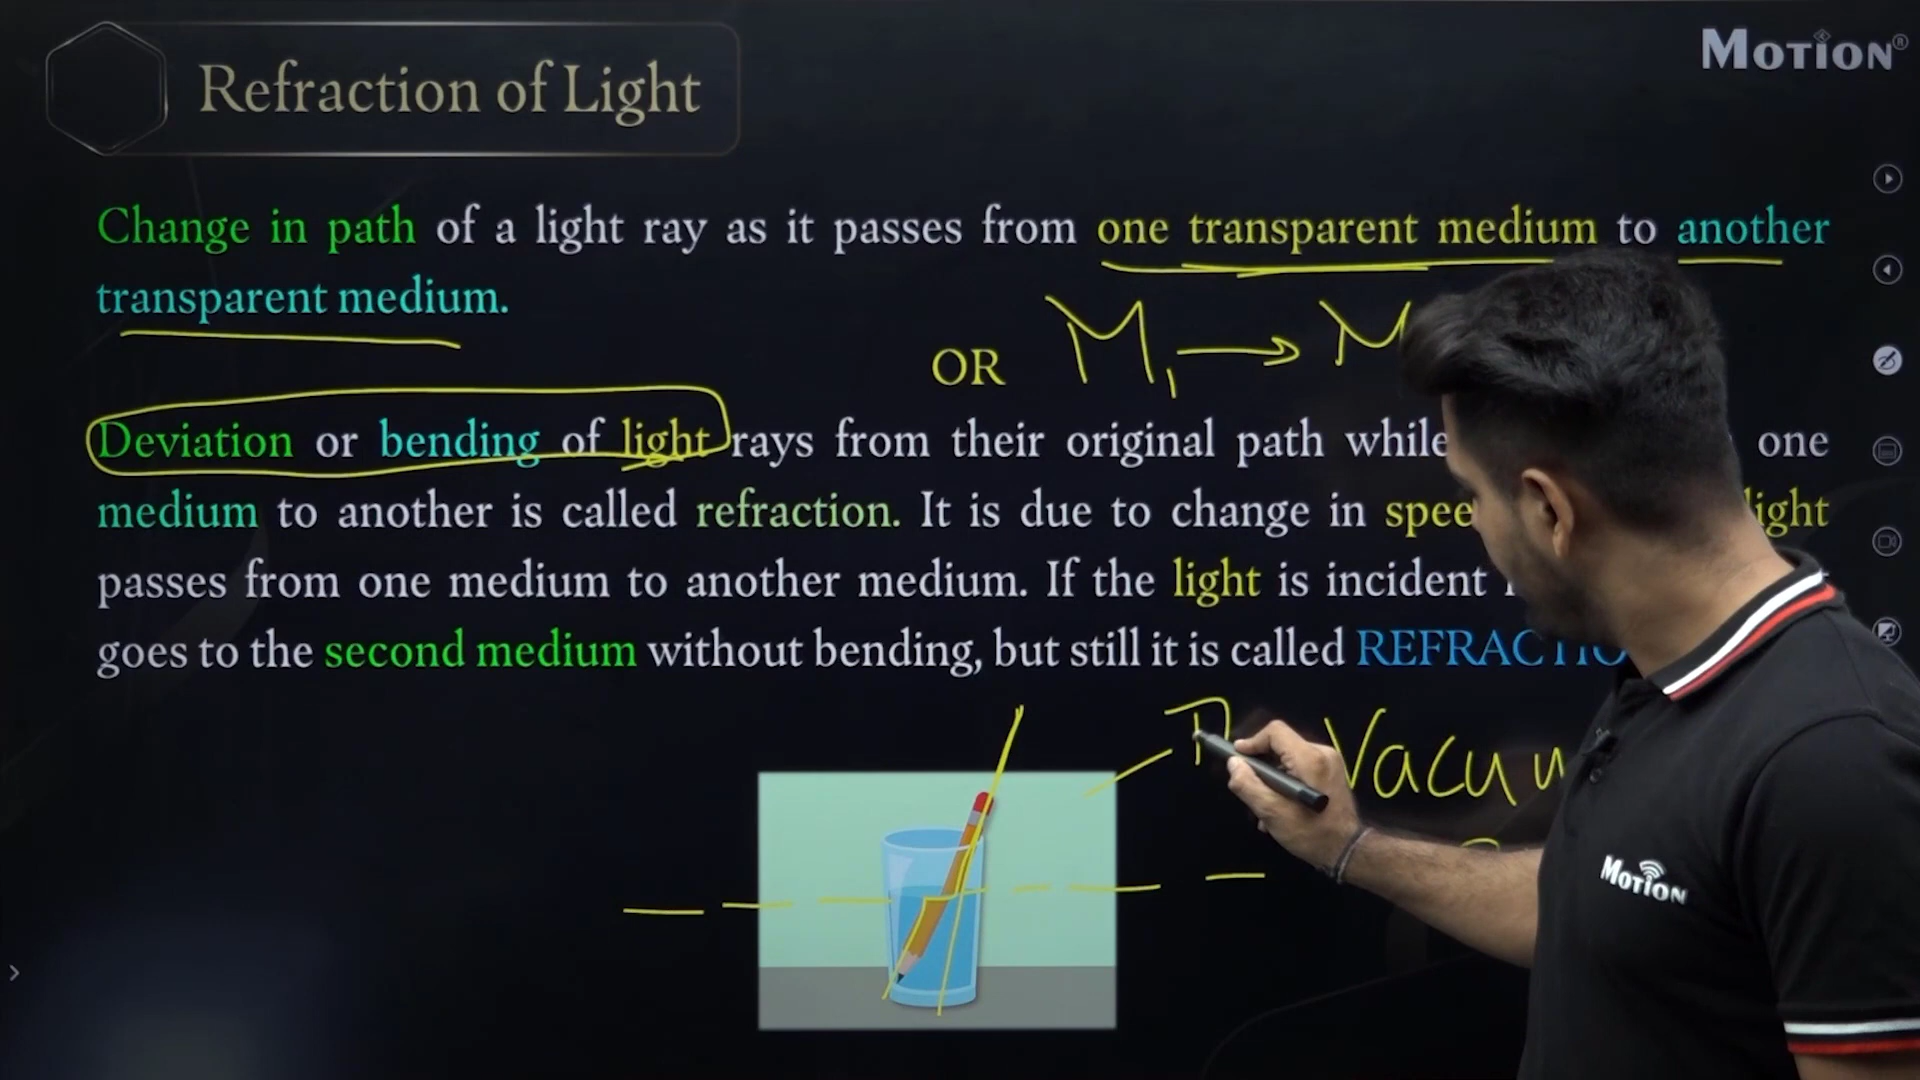 Refraction of Light
MOTION®
Change in path of a light ray as it passes from one transparent medium to another
transparent medium.
OR M₁ → M
Deviation or bending of light rays from their original path while one
medium to another is called refraction. It is due to change in spee light
passes from one medium to another medium. If the light is incident
goes to the second medium without bending, but still it is called REFRACTIO
Vacuu
MOTION